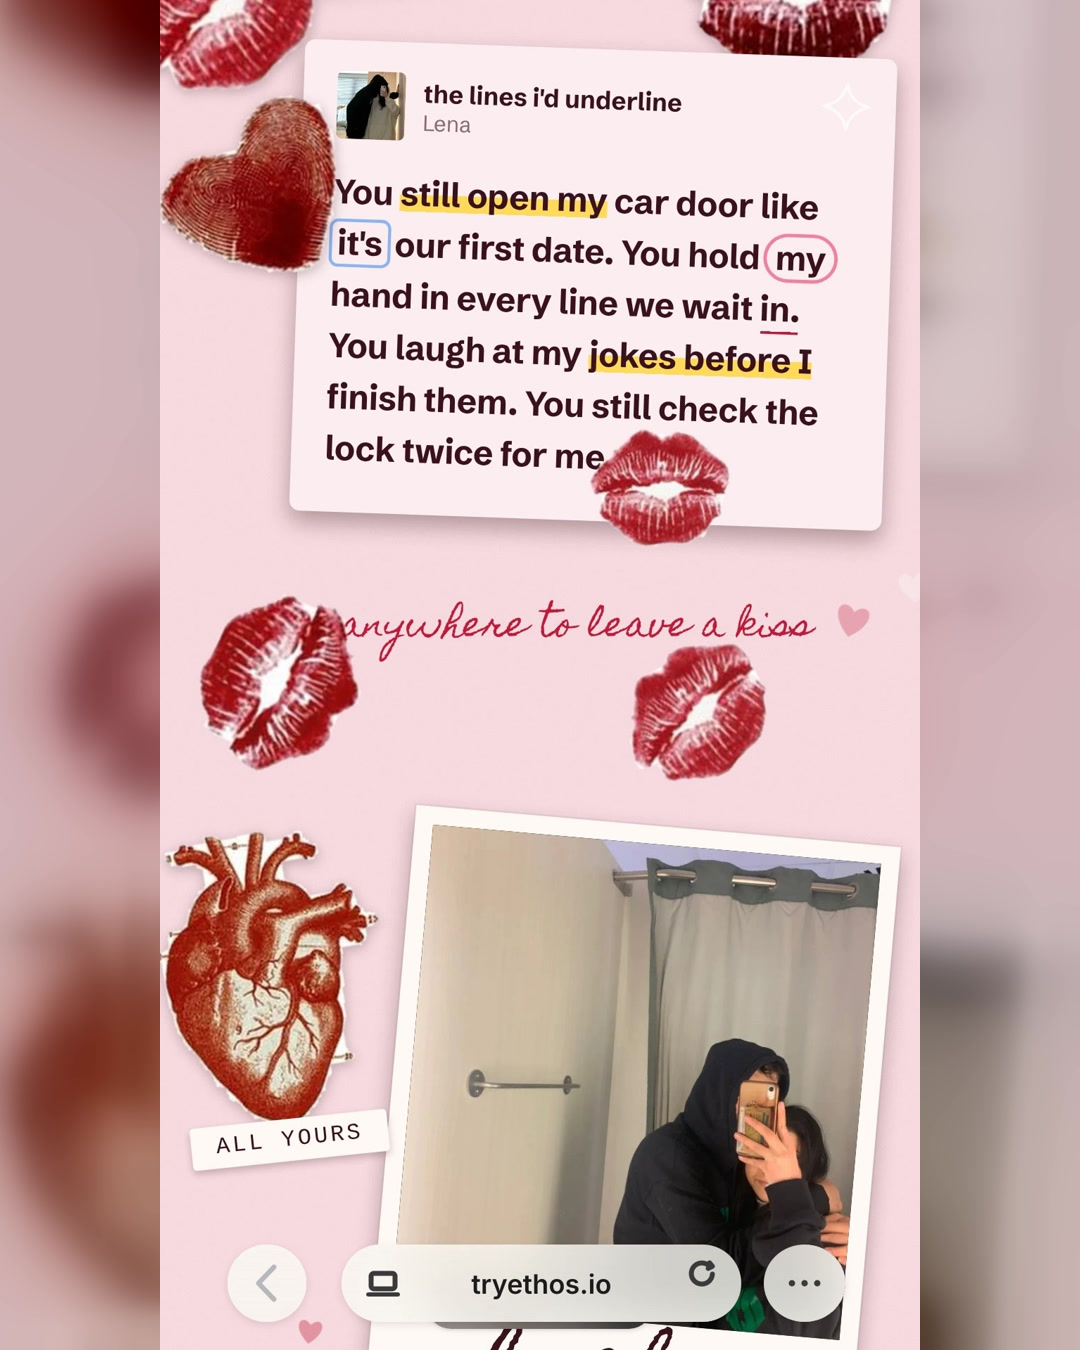 the lines i'd underline
Lena
You still open my car door like
it's our first date. You hold my
hand in every line we wait in.
You laugh at my jokes before I
finish them. You still check the
lock twice for me
anywhere to leave a kiss
ALL YOURS
tryethos.io